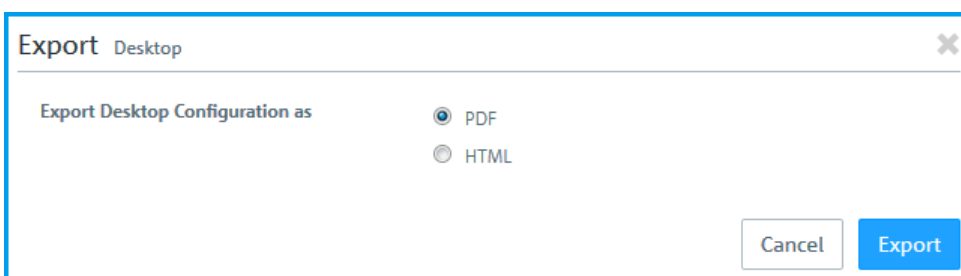 Export Desktop
Export Desktop Configuration as
PDF
HTML
Cancel Export